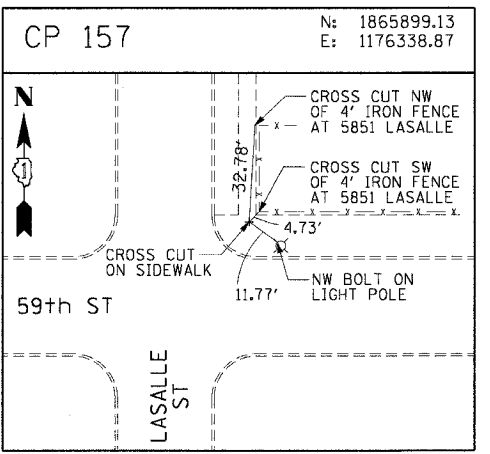 CP 157
N: 1865899.13
E: 1176338.87
N
CROSS CUT NW
OF 4' IRON FENCE
AT 5851 LASALLE
32.78'
CROSS CUT SW
OF 4' IRON FENCE
AT 5851 LASALLE
4.73'
CROSS CUT
ON SIDEWALK
11.77'
NW BOLT ON
LIGHT POLE
59th ST
LASALLE
ST